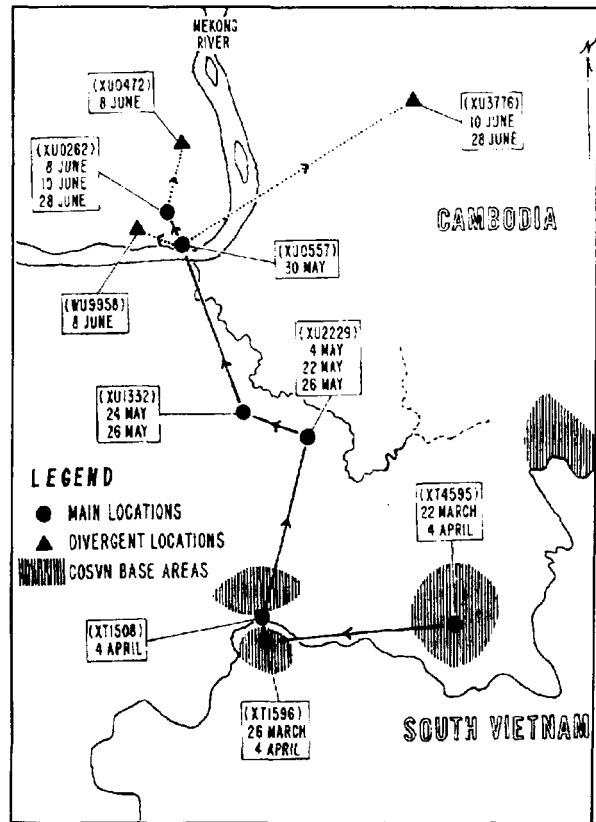 MEKONG
RIVER
N
(XU0472)
8 JUNE
(XU3776)
10 JUNE
28 JUNE
(XU0262)
8 JUNE
10 JUNE
28 JUNE
CAMBODIA
(XU0557)
30 MAY
(WU9958)
8 JUNE
(XU2229)
4 MAY
22 MAY
26 MAY
(XU1332)
24 MAY
26 MAY
LEGEND
MAIN LOCATIONS
DIVERGENT LOCATIONS
COSVN BASE AREAS
(XT4595)
22 MARCH
4 APRIL
(XT1508)
4 APRIL
(XT1596)
26 MARCH
4 APRIL
SOUTH VIETNAM